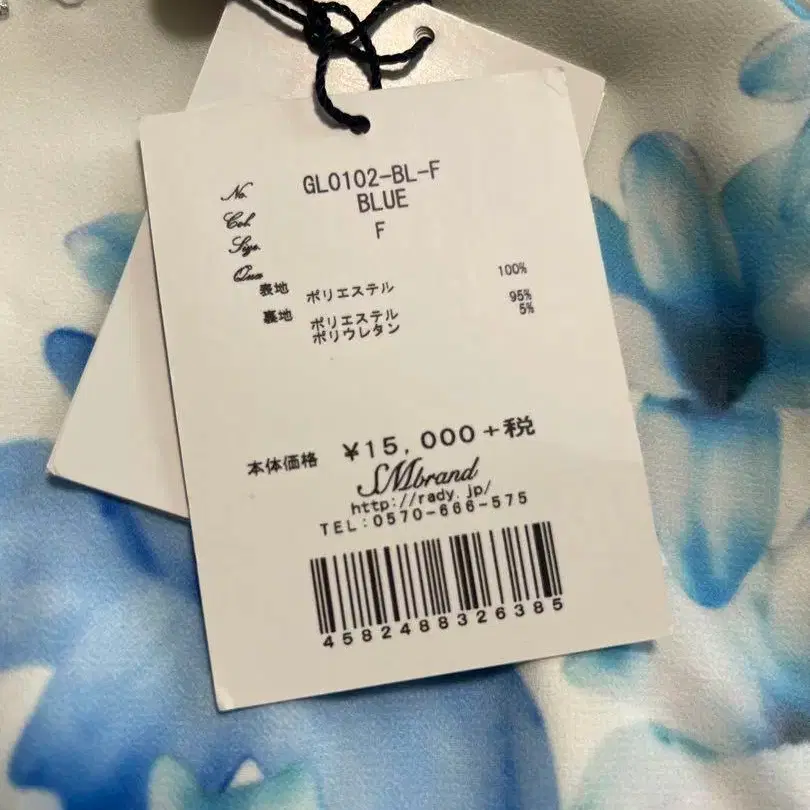 No. GL0102-BL-F
Col. BLUE
Size. F
Qua
表地 ポリエステル 100%
裏地 ポリエステル 95%
ポリウレタン 5%
本体価格 ¥15,000+税
SMbrand
http://rady.jp/
TEL:0570-666-575
4582488326385